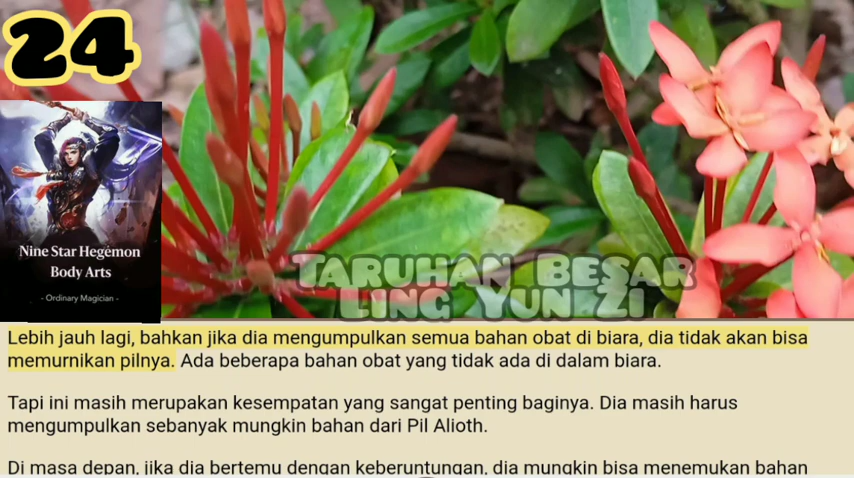 24
Nine Star Hegemon
Body Arts
- Ordinary Magician -
TARUHAN BESAR
LING YUN ZI
Lebih jauh lagi, bahkan jika dia mengumpulkan semua bahan obat di biara, dia tidak akan bisa
memurnikan pilnya. Ada beberapa bahan obat yang tidak ada di dalam biara.
Tapi ini masih merupakan kesempatan yang sangat penting baginya. Dia masih harus
mengumpulkan sebanyak mungkin bahan dari Pil Alioth.
Di masa depan, jika dia bertemu dengan keberuntungan, dia mungkin bisa menemukan bahan